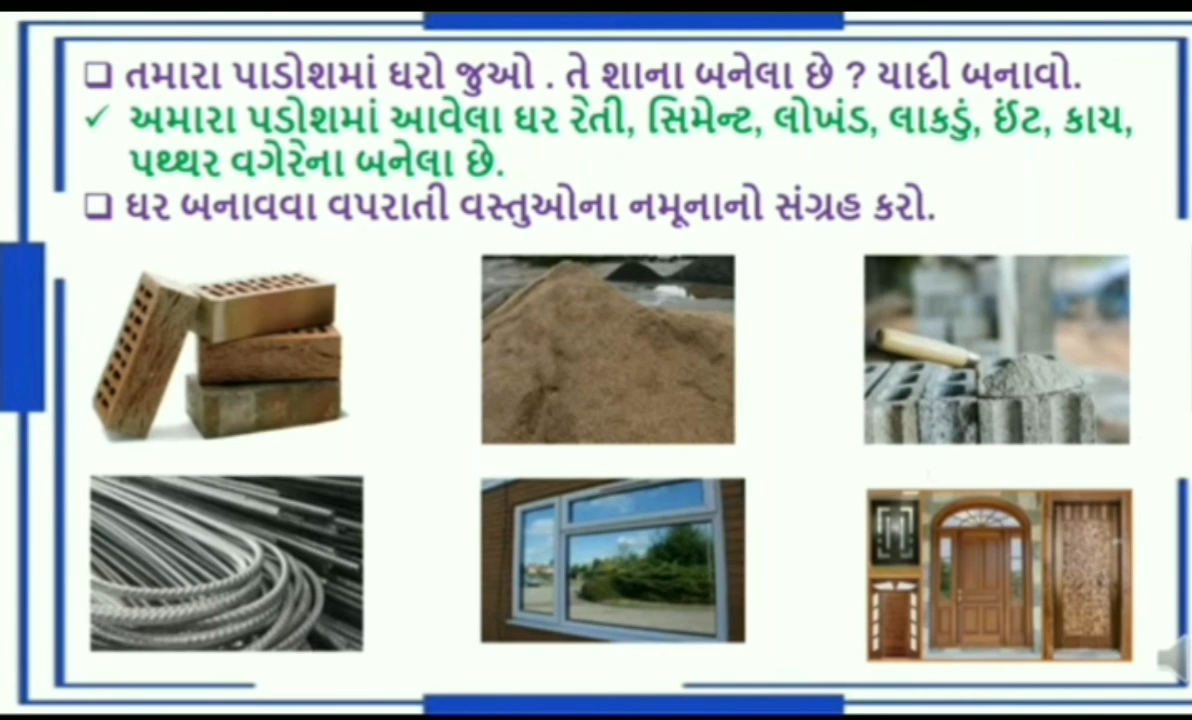 ❑ તમારા પાડોશમાં ઘરો જુઓ . તે શાના બનેલા છે ? યાદી બનાવો.
✓ અમારા પડોશમાં આવેલા ઘર રેતી, સિમેન્ટ, લોખંડ, લાકડું, ઈંટ, કાચ,
પથ્થર વગેરેના બનેલા છે.
❑ ઘર બનાવવા વપરાતી વસ્તુઓના નમૂનાનો સંગ્રહ કરો.